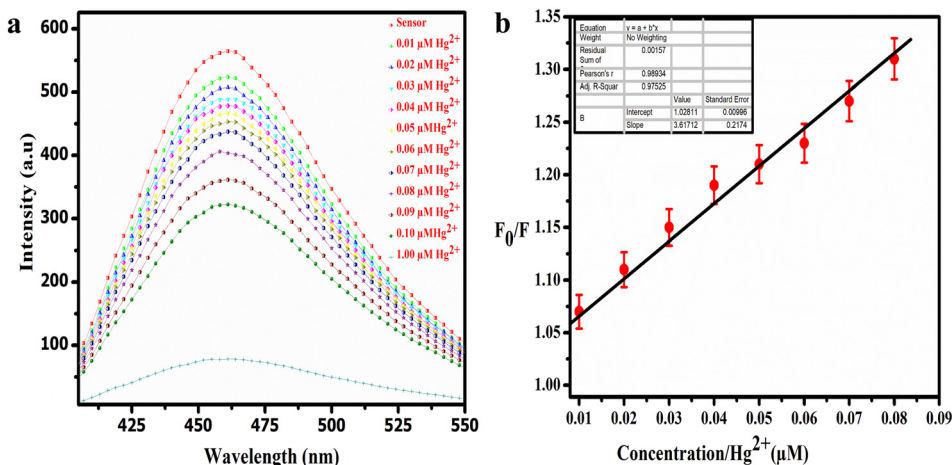 a
600
500
400
300
200
100
425
450
475
500
525
550
Intensity (a.u)
Wavelength (nm)
Sensor
0.01 µM Hg2+
0.02 µM Hg2+
0.03 µM Hg2+
0.04 µM Hg2+
0.05 µMHg2+
0.06 µM Hg2+
0.07 µM Hg2+
0.08 µM Hg2+
0.09 µM Hg2+
0.10 µMHg2+
1.00 µM Hg2+
b
1.35
1.30
1.25
1.20
1.15
1.10
1.05
1.00
F0/F
Equation y = a + b*x
Weight No Weighting
Residual Sum of 0.00157
Pearson's r 0.98934
Adj. R-Squar 0.97525
Value Standard Error
B Intercept 1.02811 0.00996
Slope 3.61712 0.2174
0.01 0.02 0.03 0.04 0.05 0.06 0.07 0.08 0.09
Concentration/Hg2+(µM)